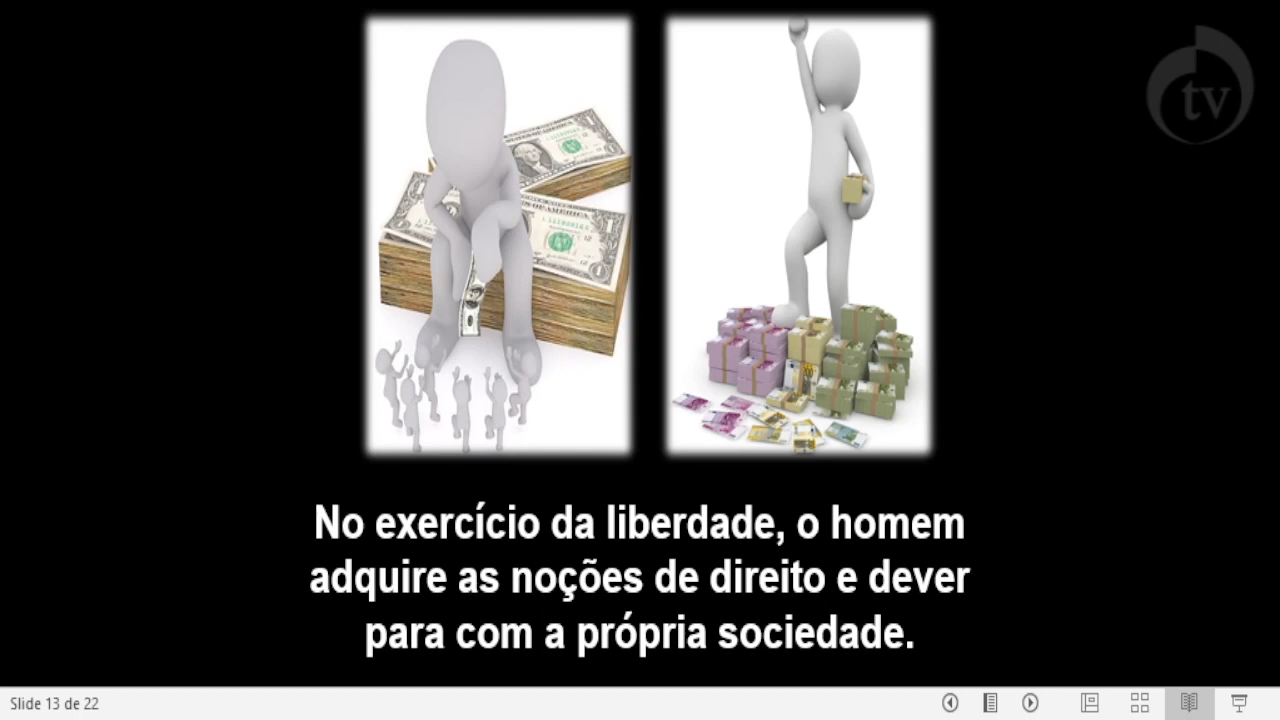 tv
No exercício da liberdade, o homem
adquire as noções de direito e dever
para com a própria sociedade.
Slide 13 de 22